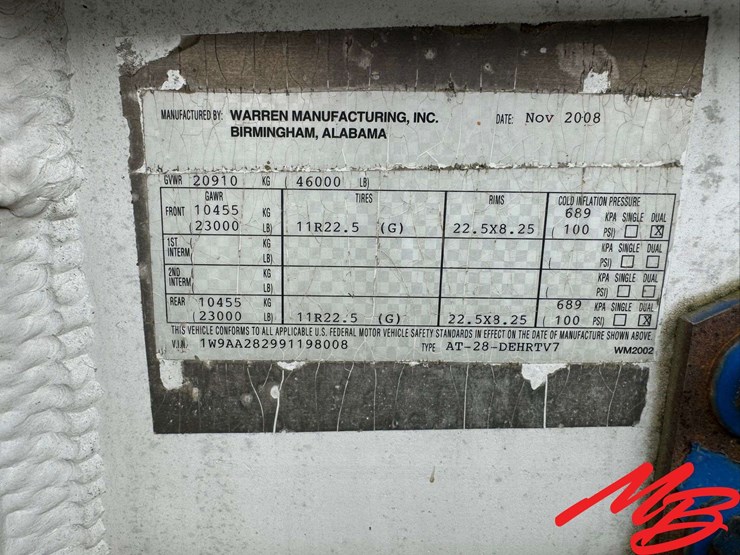 MANUFACTURED BY: WARREN MANUFACTURING, INC. DATE: Nov 2008
BIRMINGHAM, ALABAMA
GVWR 20910 KG ( 46000 LB)
GAWR TIRES RIMS COLD INFLATION PRESSURE
FRONT 10455 KG 689 KPA SINGLE DUAL
(23000 LB) 11R22.5 (G) 22.5X8.25 ( 100 PSI) ☐ ☒
1ST INTERM KG KPA SINGLE DUAL
( LB) ( PSI) ☐ ☐
2ND INTERM KG KPA SINGLE DUAL
( LB) ( PSI) ☐ ☐
REAR 10455 KG 689 KPA SINGLE DUAL
(23000 LB) 11R22.5 (G) 22.5X8.25 ( 100 PSI) ☐ ☒
THIS VEHICLE CONFORMS TO ALL APPLICABLE U.S. FEDERAL MOTOR VEHICLE SAFETY STANDARDS IN EFFECT ON THE DATE OF MANUFACTURE SHOWN ABOVE.
V.I.N. 1W9AA282991198008 TYPE AT-28-DEHRTV7 WM2002
MB